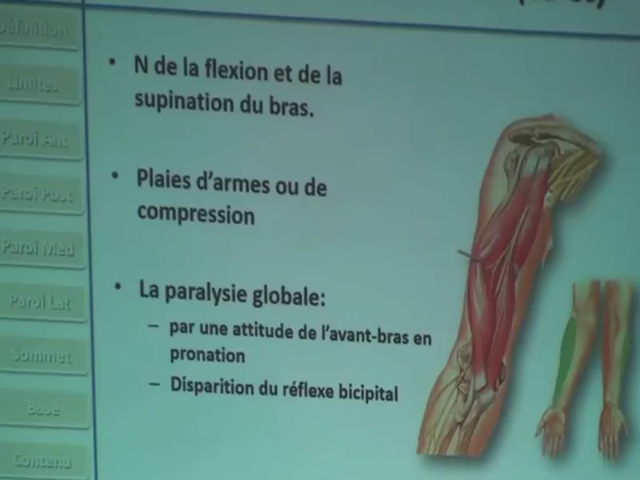 Définition
Limites
Paroi Ant
Paroi Post
Paroi Med
Paroi Lat
Sommet
Base
Contenu
• N de la flexion et de la
supination du bras.
• Plaies d'armes ou de
compression
• La paralysie globale:
– par une attitude de l'avant-bras en
pronation
– Disparition du réflexe bicipital